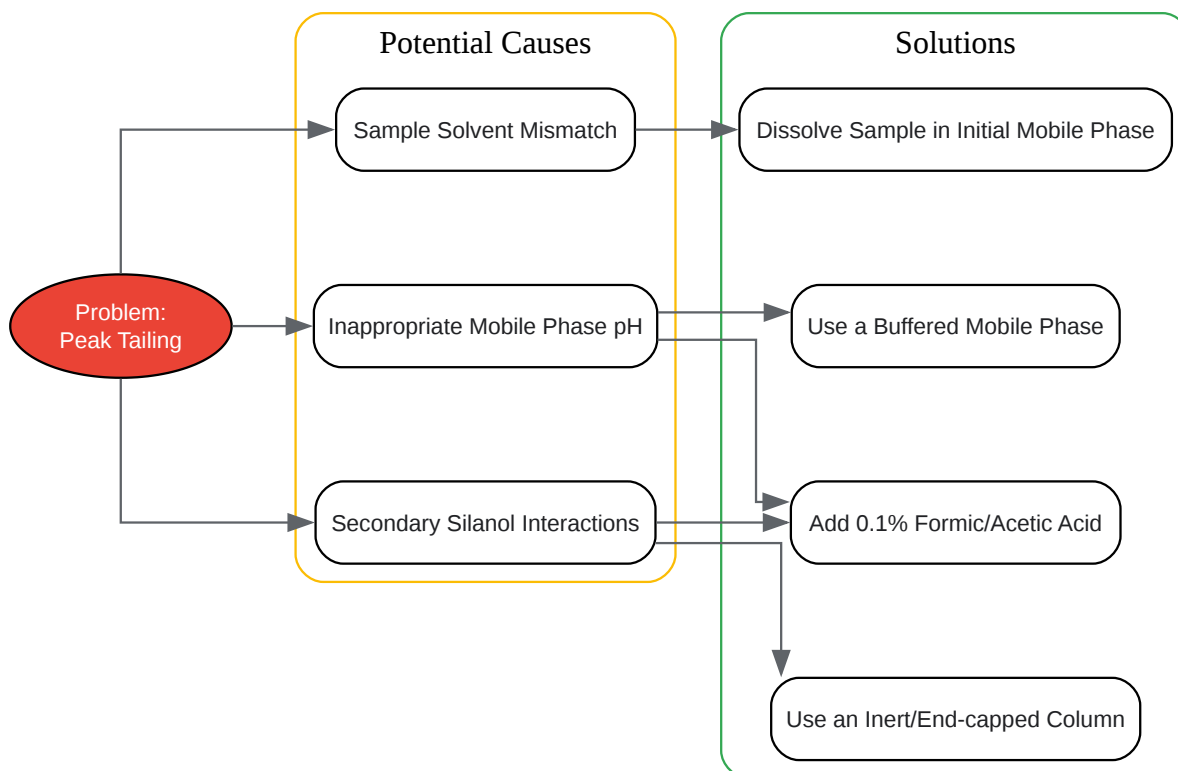 Potential Causes
Solutions
Sample Solvent Mismatch
Dissolve Sample in Initial Mobile Phase
Problem:
Peak Tailing
Inappropriate Mobile Phase pH
Use a Buffered Mobile Phase
Secondary Silanol Interactions
Add 0.1% Formic/Acetic Acid
Use an Inert/End-capped Column